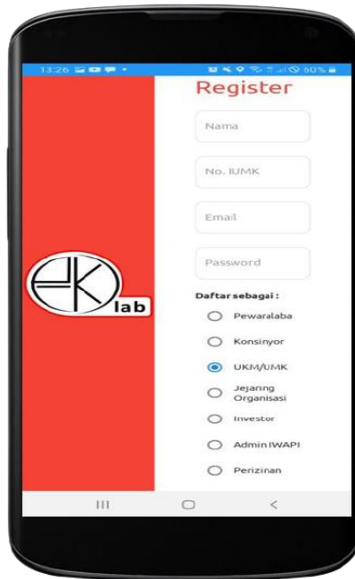 13:26
60%
Register
Nama
No. IUMK
Email
Password
Daftar sebagai :
lab
Pewaralaba
Konsinyor
UKM/UMK
Jejaring
Organisasi
Investor
Admin IWAPI
Perizinan